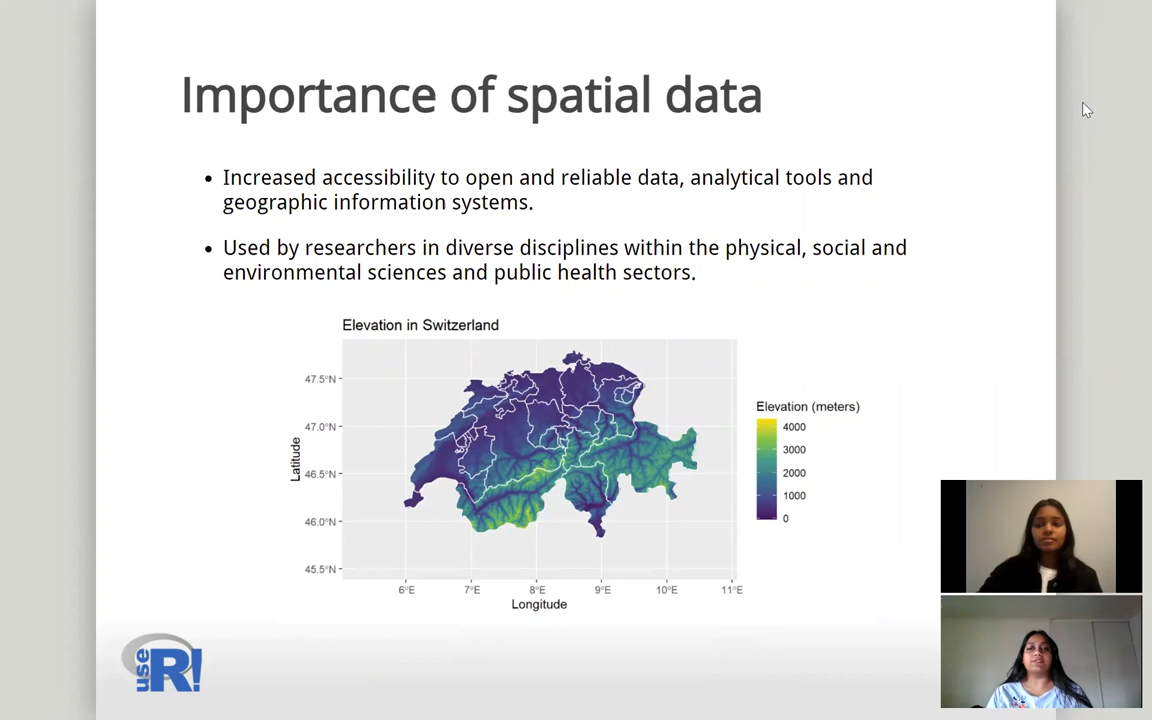 Importance of spatial data
Increased accessibility to open and reliable data, analytical tools and
geographic information systems.
Used by researchers in diverse disciplines within the physical, social and
environmental sciences and public health sectors.
Elevation in Switzerland
47.5°N
47.0°N
46.5°N
46.0°N
45.5°N
Latitude
6°E 7°E 8°E 9°E 10°E 11°E
Longitude
Elevation (meters)
4000
3000
2000
1000
0
use R!